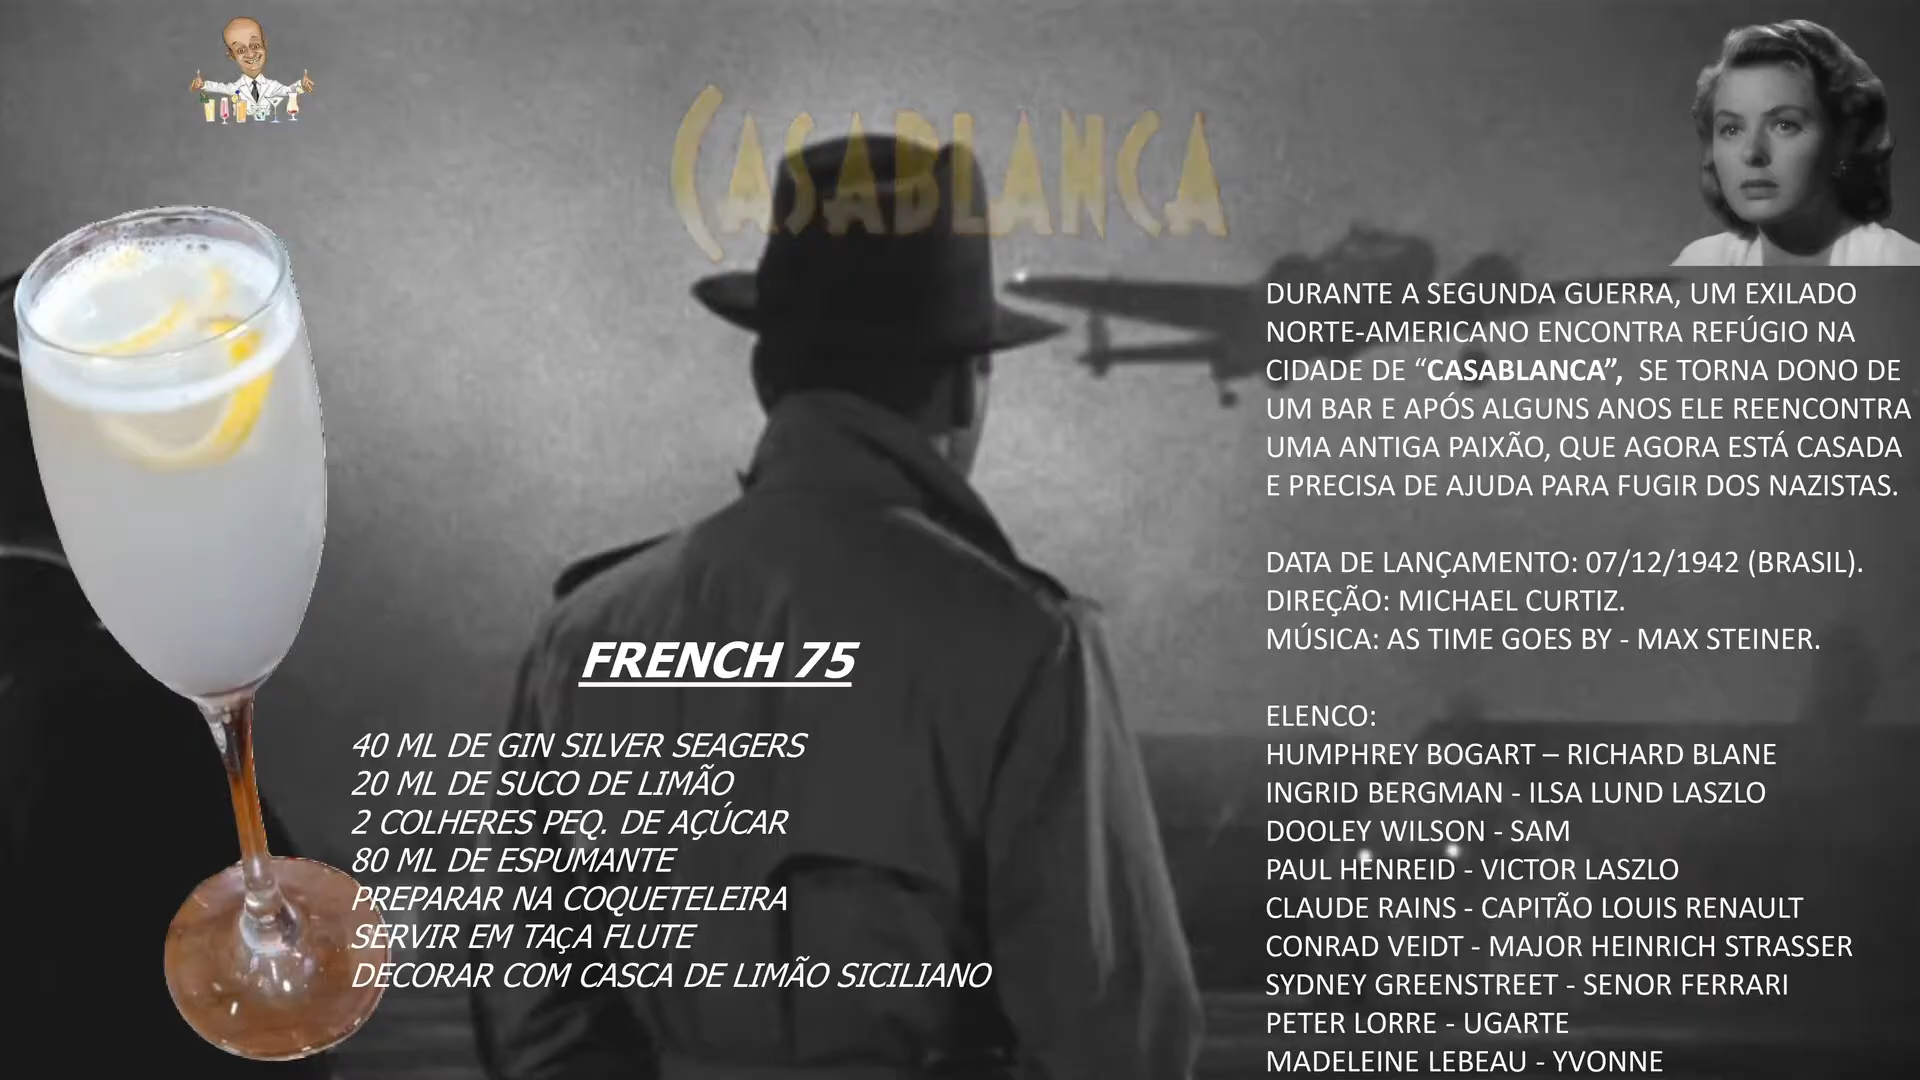 CASABLANCA
DURANTE A SEGUNDA GUERRA, UM EXILADO
NORTE-AMERICANO ENCONTRA REFÚGIO NA
CIDADE DE “CASABLANCA”, SE TORNA DONO DE
UM BAR E APÓS ALGUNS ANOS ELE REENCONTRA
UMA ANTIGA PAIXÃO, QUE AGORA ESTÁ CASADA
E PRECISA DE AJUDA PARA FUGIR DOS NAZISTAS.
DATA DE LANÇAMENTO: 07/12/1942 (BRASIL).
DIREÇÃO: MICHAEL CURTIZ.
MÚSICA: AS TIME GOES BY - MAX STEINER.
ELENCO:
HUMPHREY BOGART – RICHARD BLANE
INGRID BERGMAN - ILSA LUND LASZLO
DOOLEY WILSON - SAM
PAUL HENREID - VICTOR LASZLO
CLAUDE RAINS - CAPITÃO LOUIS RENAULT
CONRAD VEIDT - MAJOR HEINRICH STRASSER
SYDNEY GREENSTREET - SENOR FERRARI
PETER LORRE - UGARTE
MADELEINE LEBEAU - YVONNE
FRENCH 75
40 ML DE GIN SILVER SEAGERS
20 ML DE SUCO DE LIMÃO
2 COLHERES PEQ. DE AÇÚCAR
80 ML DE ESPUMANTE
PREPARAR NA COQUETELEIRA
SERVIR EM TAçA FLUTE
DECORAR COM CASCA DE LIMÃO SICILIANO